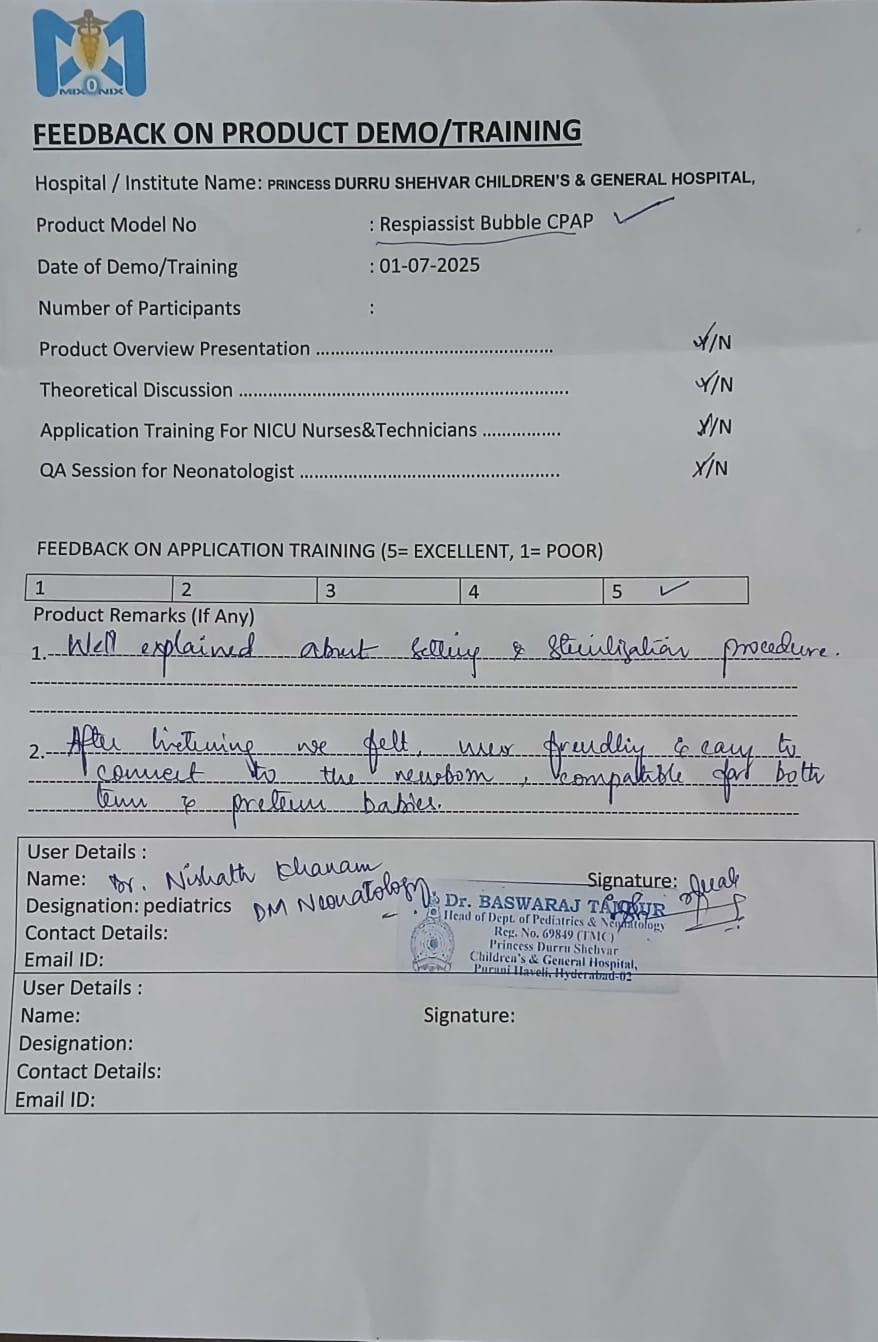 MIXONIX
FEEDBACK ON PRODUCT DEMO/TRAINING
Hospital / Institute Name: PRINCESS DURRU SHEHVAR CHILDREN'S & GENERAL HOSPITAL,
Product Model No : Respiassist Bubble CPAP ✓
Date of Demo/Training : 01-07-2025
Number of Participants :
Product Overview Presentation ................................................ Y/N
Theoretical Discussion .................................................................... Y/N
Application Training For NICU Nurses&Technicians ................ Y/N
QA Session for Neonatologist ..................................................... Y/N
FEEDBACK ON APPLICATION TRAINING (5= EXCELLENT, 1= POOR)
1 2 3 4 5 ✓
Product Remarks (If Any)
1. Well explained about setting & sterilization procedure.
2. After listening we felt, user friendly & easy to
connect to the newborn, compatible for both
term & preterm babies.
User Details :
Name: Dr. Nishath Khanam Signature:
Designation: pediatrics DM Neonatology
Contact Details:
Email ID:
Dr. BASWARAJ
Head of Dept. of Pediatrics & Neonatology
Reg. No. 69849 (TMC)
Princess Durru Shehvar
Children's & General Hospital,
Purani Haveli, Hyderabad-02
User Details :
Name: Signature:
Designation:
Contact Details:
Email ID: